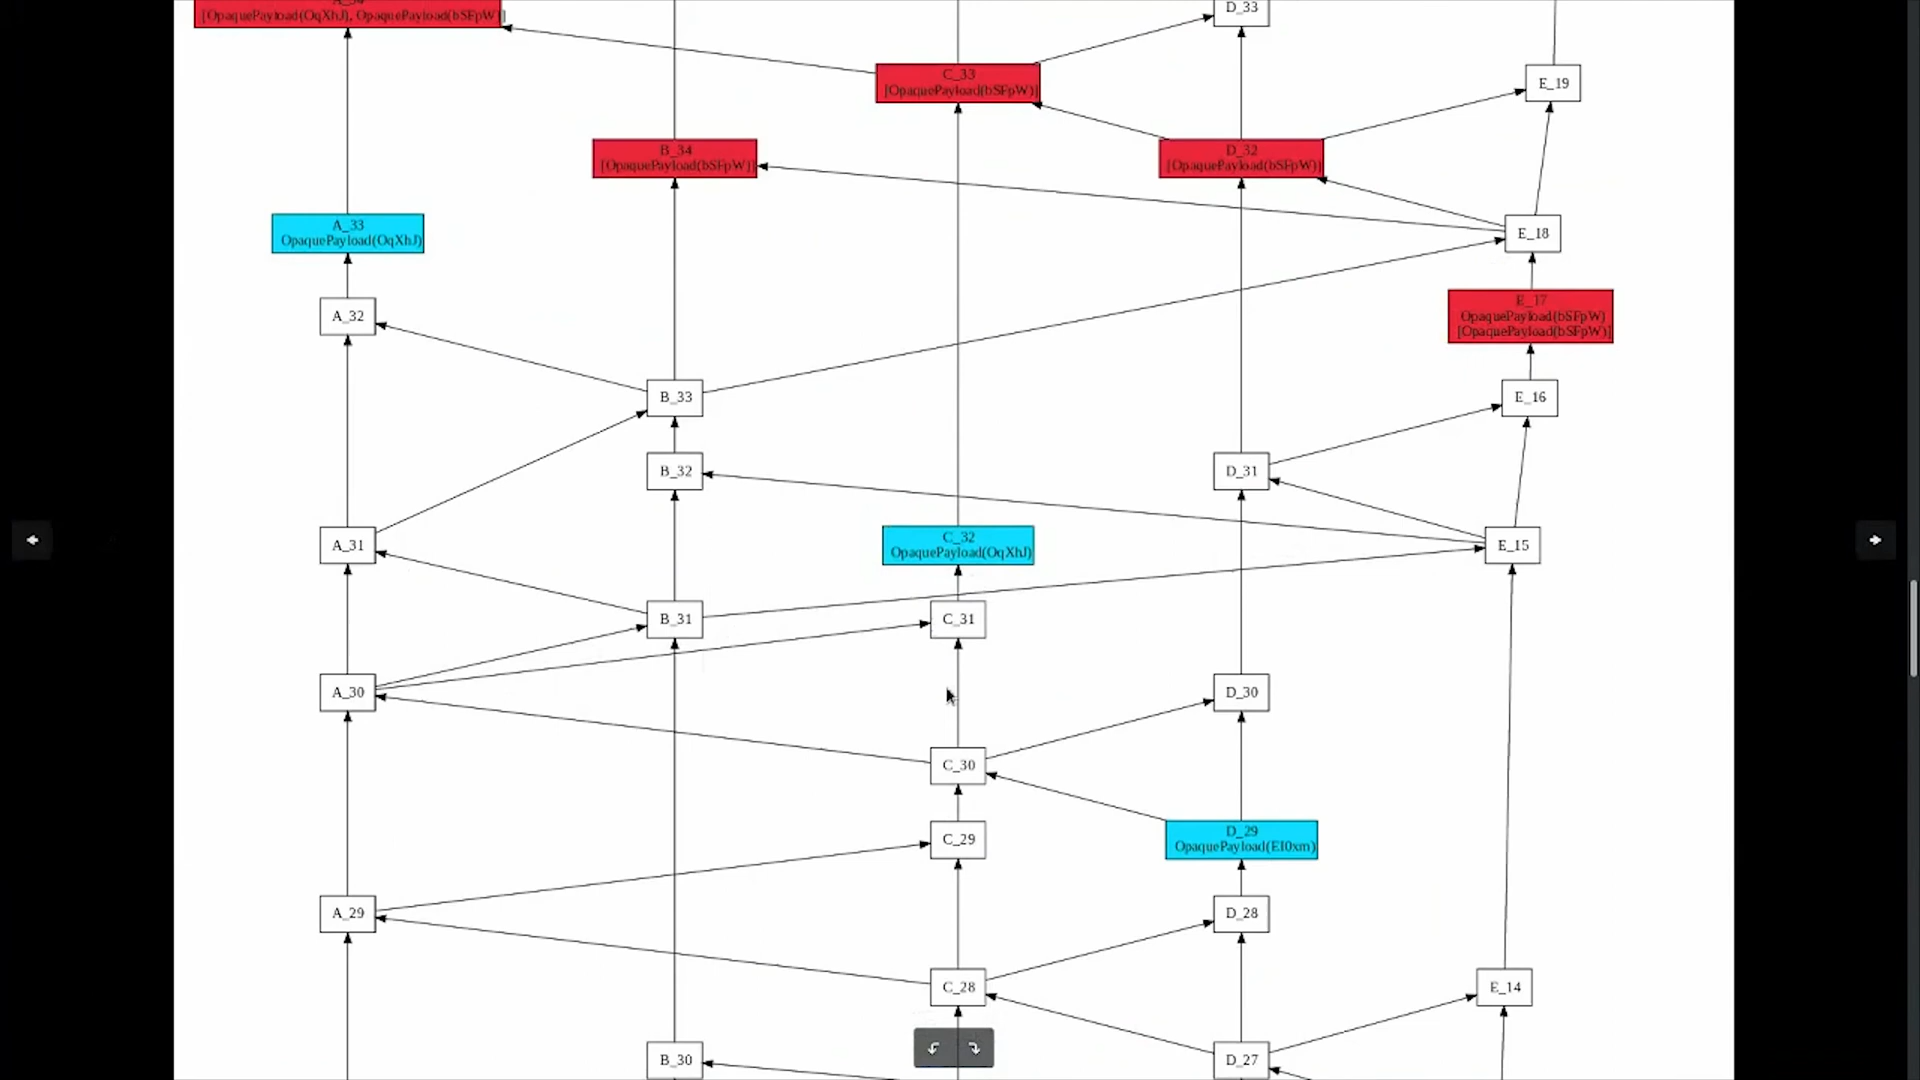 [OpaquePayload(OqXhJ), OpaquePayload(bSFpW)]
D_33
C_33
[OpaquePayload(bSFpW)]
E_19
B_34
[OpaquePayload(bSFpW)]
D_32
[OpaquePayload(bSFpW)]
A_33
OpaquePayload(OqXhJ)
E_18
E_17
OpaquePayload(bSFpW)
[OpaquePayload(bSFpW)]
A_32
B_33
E_16
B_32
D_31
A_31
C_32
OpaquePayload(OqXhJ)
E_15
B_31
C_31
A_30
D_30
C_30
D_29
OpaquePayload(EI0xm)
C_29
A_29
D_28
C_28
E_14
B_30
D_27